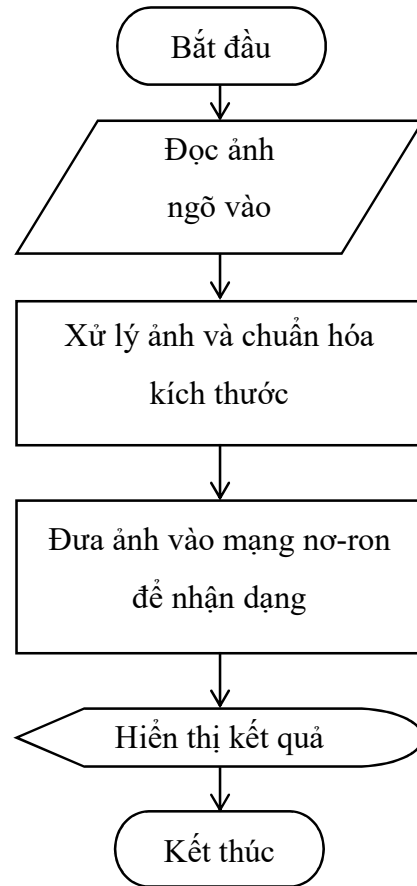 Bắt đầu
Đọc ảnh
ngõ vào
Xử lý ảnh và chuẩn hóa
kích thước
Đưa ảnh vào mạng nơ-ron
để nhận dạng
Hiển thị kết quả
Kết thúc